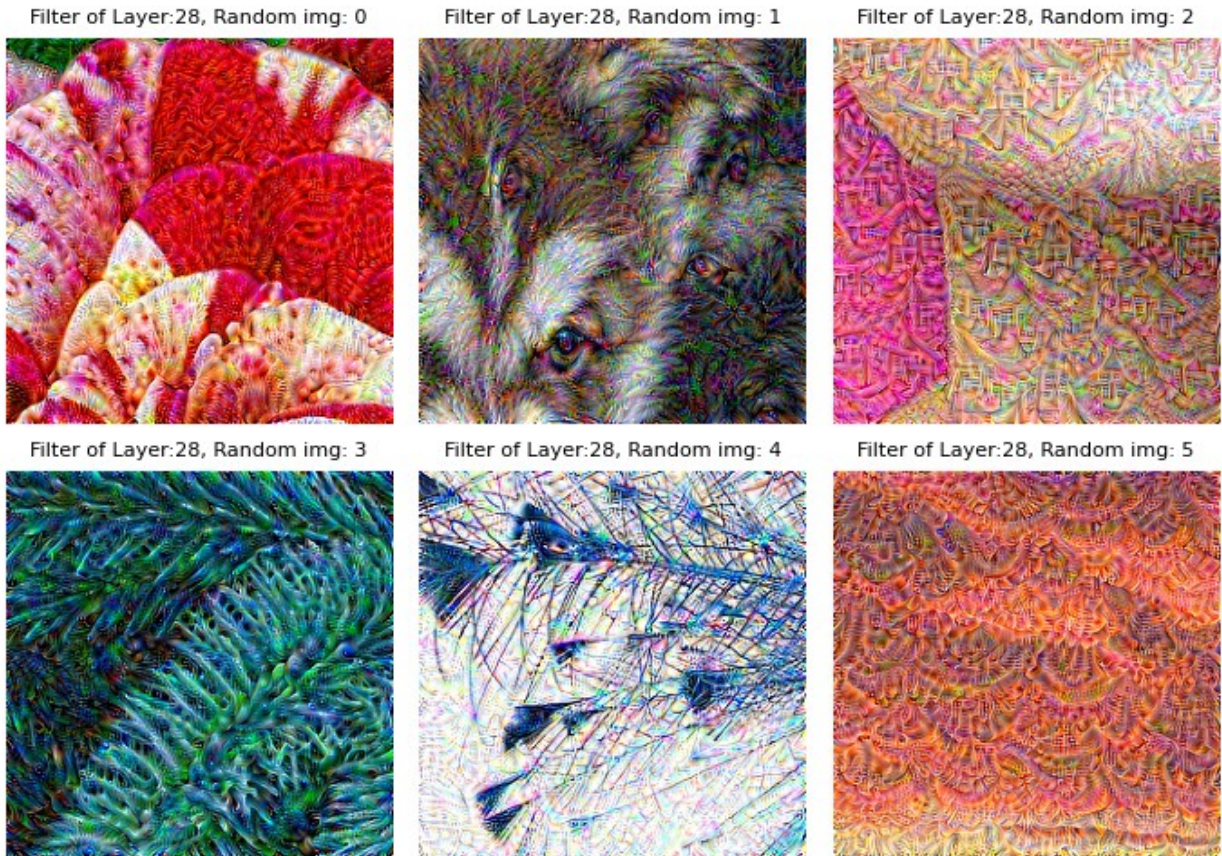 Filter of Layer:28, Random img: 0
Filter of Layer:28, Random img: 1
Filter of Layer:28, Random img: 2
Filter of Layer:28, Random img: 3
Filter of Layer:28, Random img: 4
Filter of Layer:28, Random img: 5